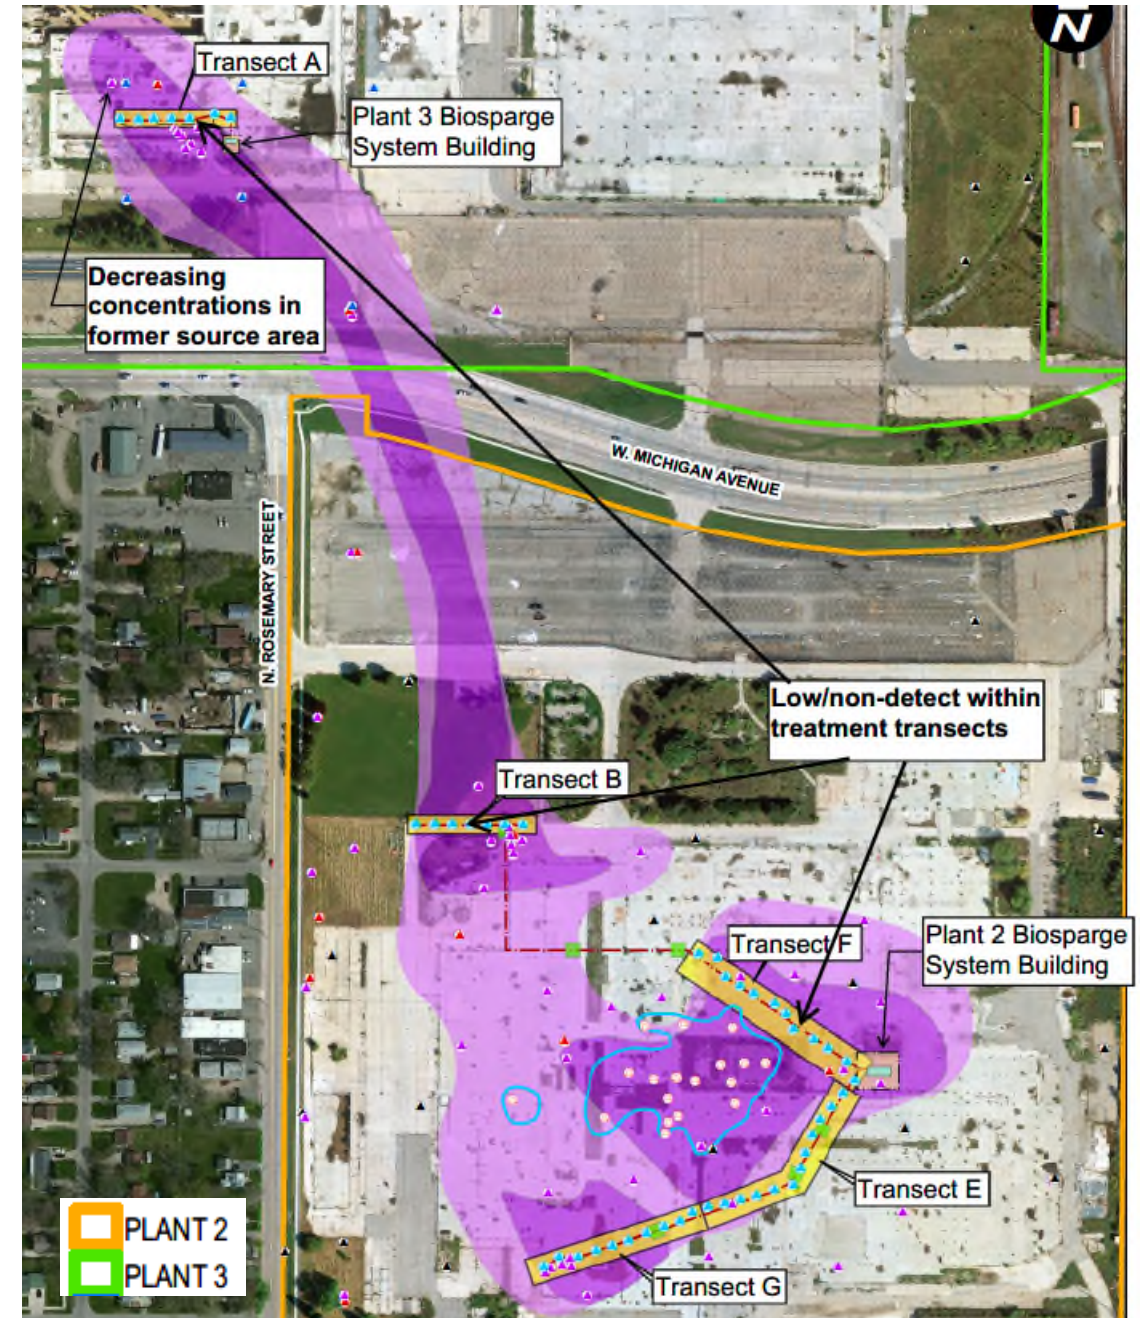 N
Transect A
Plant 3 Biosparge
System Building
Decreasing
concentrations in
former source area
W. MICHIGAN AVENUE
N. ROSEMARY STREET
Low/non-detect within
treatment transects
Transect B
Transect F
Plant 2 Biosparge
System Building
Transect E
Transect G
PLANT 2
PLANT 3